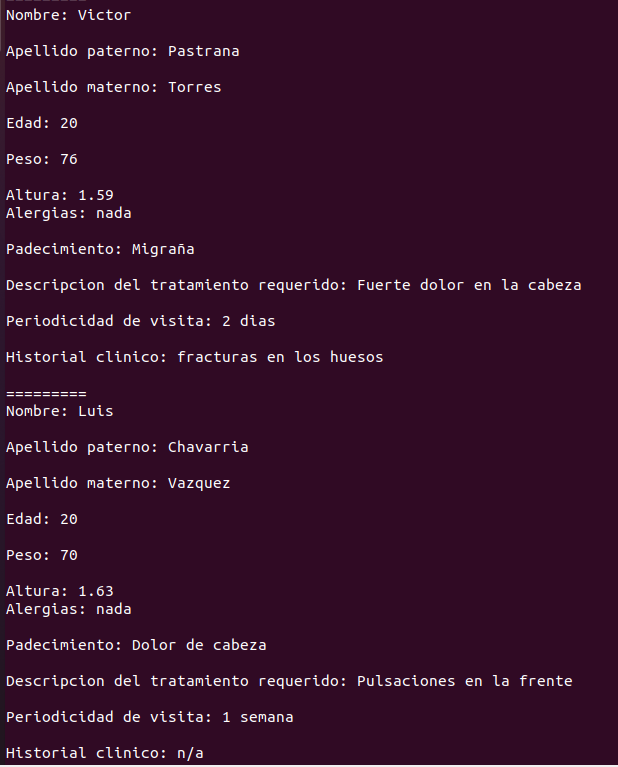 Nombre: Victor
Apellido paterno: Pastrana
Apellido materno: Torres
Edad: 20
Peso: 76
Altura: 1.59
Alergias: nada
Padecimiento: Migraña
Descripcion del tratamiento requerido: Fuerte dolor en la cabeza
Periodicidad de visita: 2 dias
Historial clinico: fracturas en los huesos
=========
Nombre: Luis
Apellido paterno: Chavarria
Apellido materno: Vazquez
Edad: 20
Peso: 70
Altura: 1.63
Alergias: nada
Padecimiento: Dolor de cabeza
Descripcion del tratamiento requerido: Pulsaciones en la frente
Periodicidad de visita: 1 semana
Historial clinico: n/a